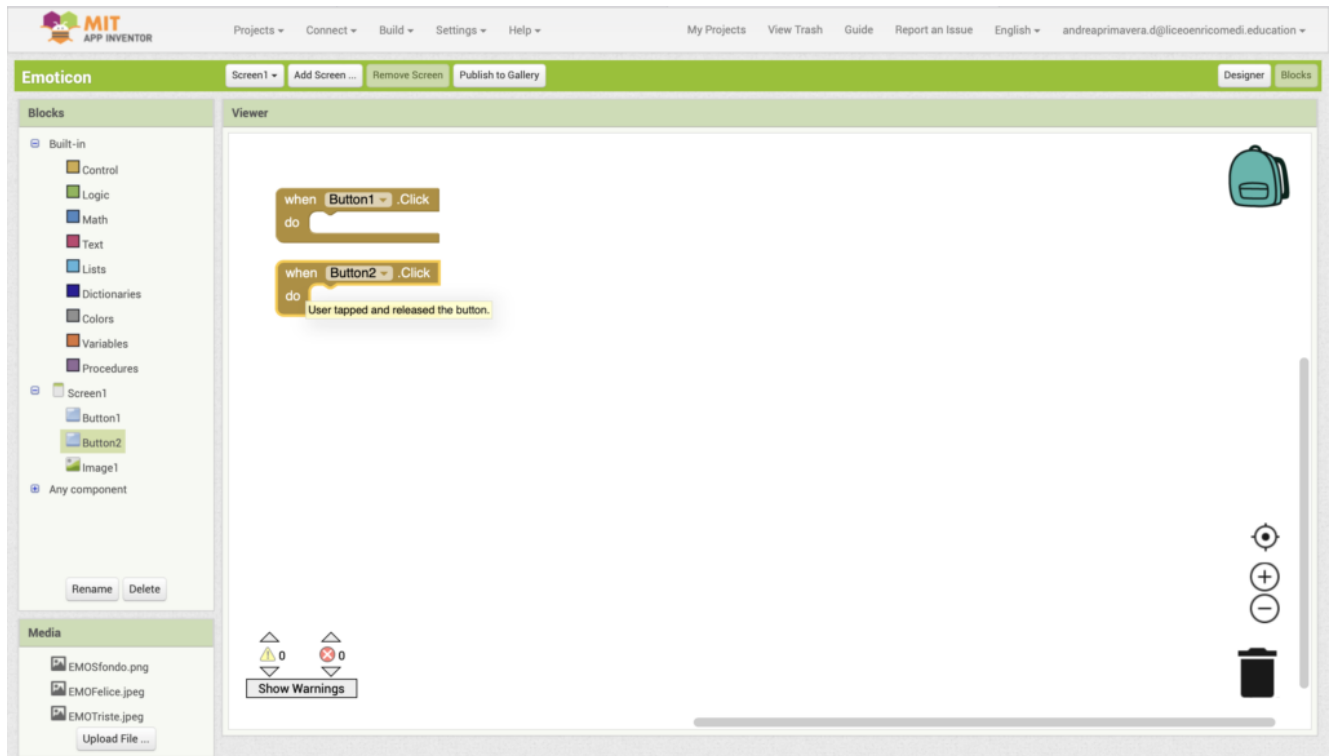 MIT
APP INVENTOR
Projects Connect Build Settings Help My Projects View Trash Guide Report an Issue English andreaprimavera.d@liceoenricomedi.education
Emoticon Screen1 Add Screen ... Remove Screen Publish to Gallery Designer Blocks
Blocks
Built-in
Control
Logic
Math
Text
Lists
Dictionaries
Colors
Variables
Procedures
Screen1
Button1
Button2
Image1
Any component
Rename Delete
Media
EMOSfondo.png
EMOFelice.jpeg
EMOTriste.jpeg
Upload File ...
Viewer
when Button1 .Click
do
when Button2 .Click
do
User tapped and released the button.
0 0
Show Warnings